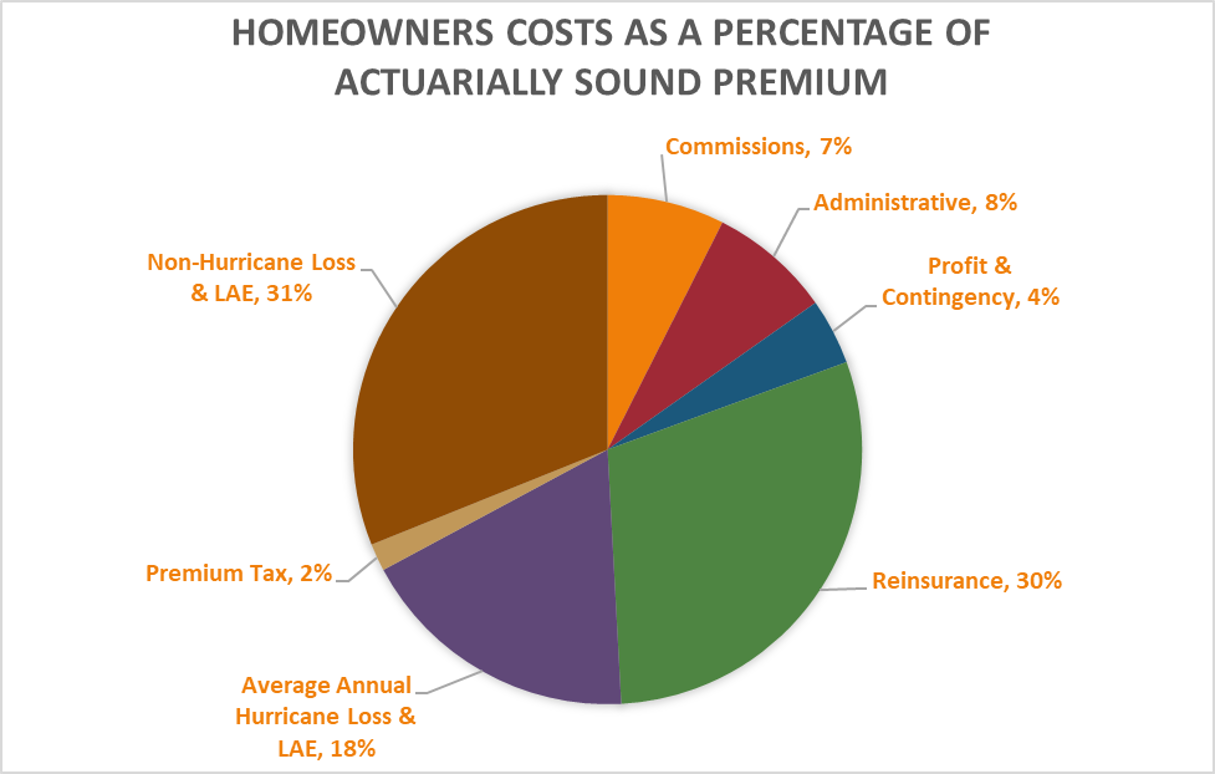 HOMEOWNERS COSTS AS A PERCENTAGE OF
ACTUARIALLY SOUND PREMIUM
Commissions, 7%
Administrative, 8%
Profit &
Contingency, 4%
Reinsurance, 30%
Average Annual
Hurricane Loss &
LAE, 18%
Premium Tax, 2%
Non-Hurricane Loss
& LAE, 31%